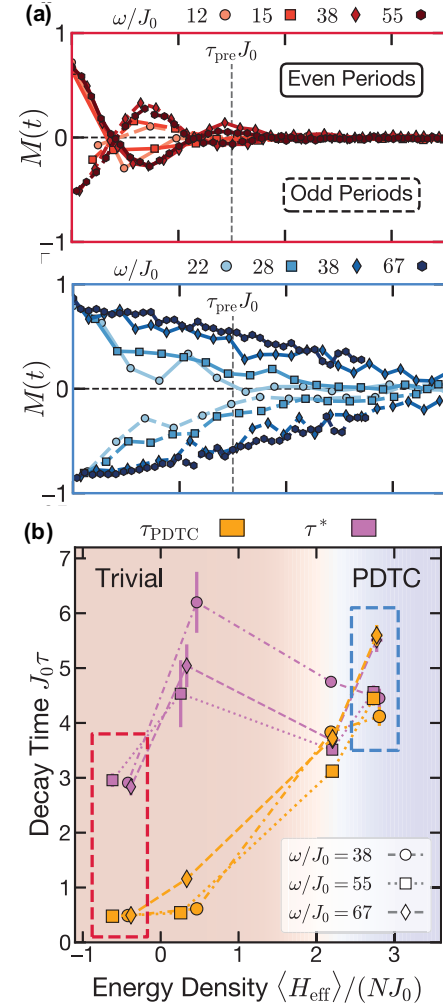 (a) ω/J₀ 12 15 38 55
τ_pre J₀
Even Periods
M(t)
0
Odd Periods
1
ω/J₀ 22 28 38 67
1
τ_pre J₀
M(t)
0
−1
(b) τ_PDTC τ*
7
Trivial PDTC
6
5
4
3
2
1
0
Decay Time J₀τ
ω/J₀ = 38
ω/J₀ = 55
ω/J₀ = 67
−1 0 1 2 3
Energy Density ⟨H_eff⟩/(NJ₀)